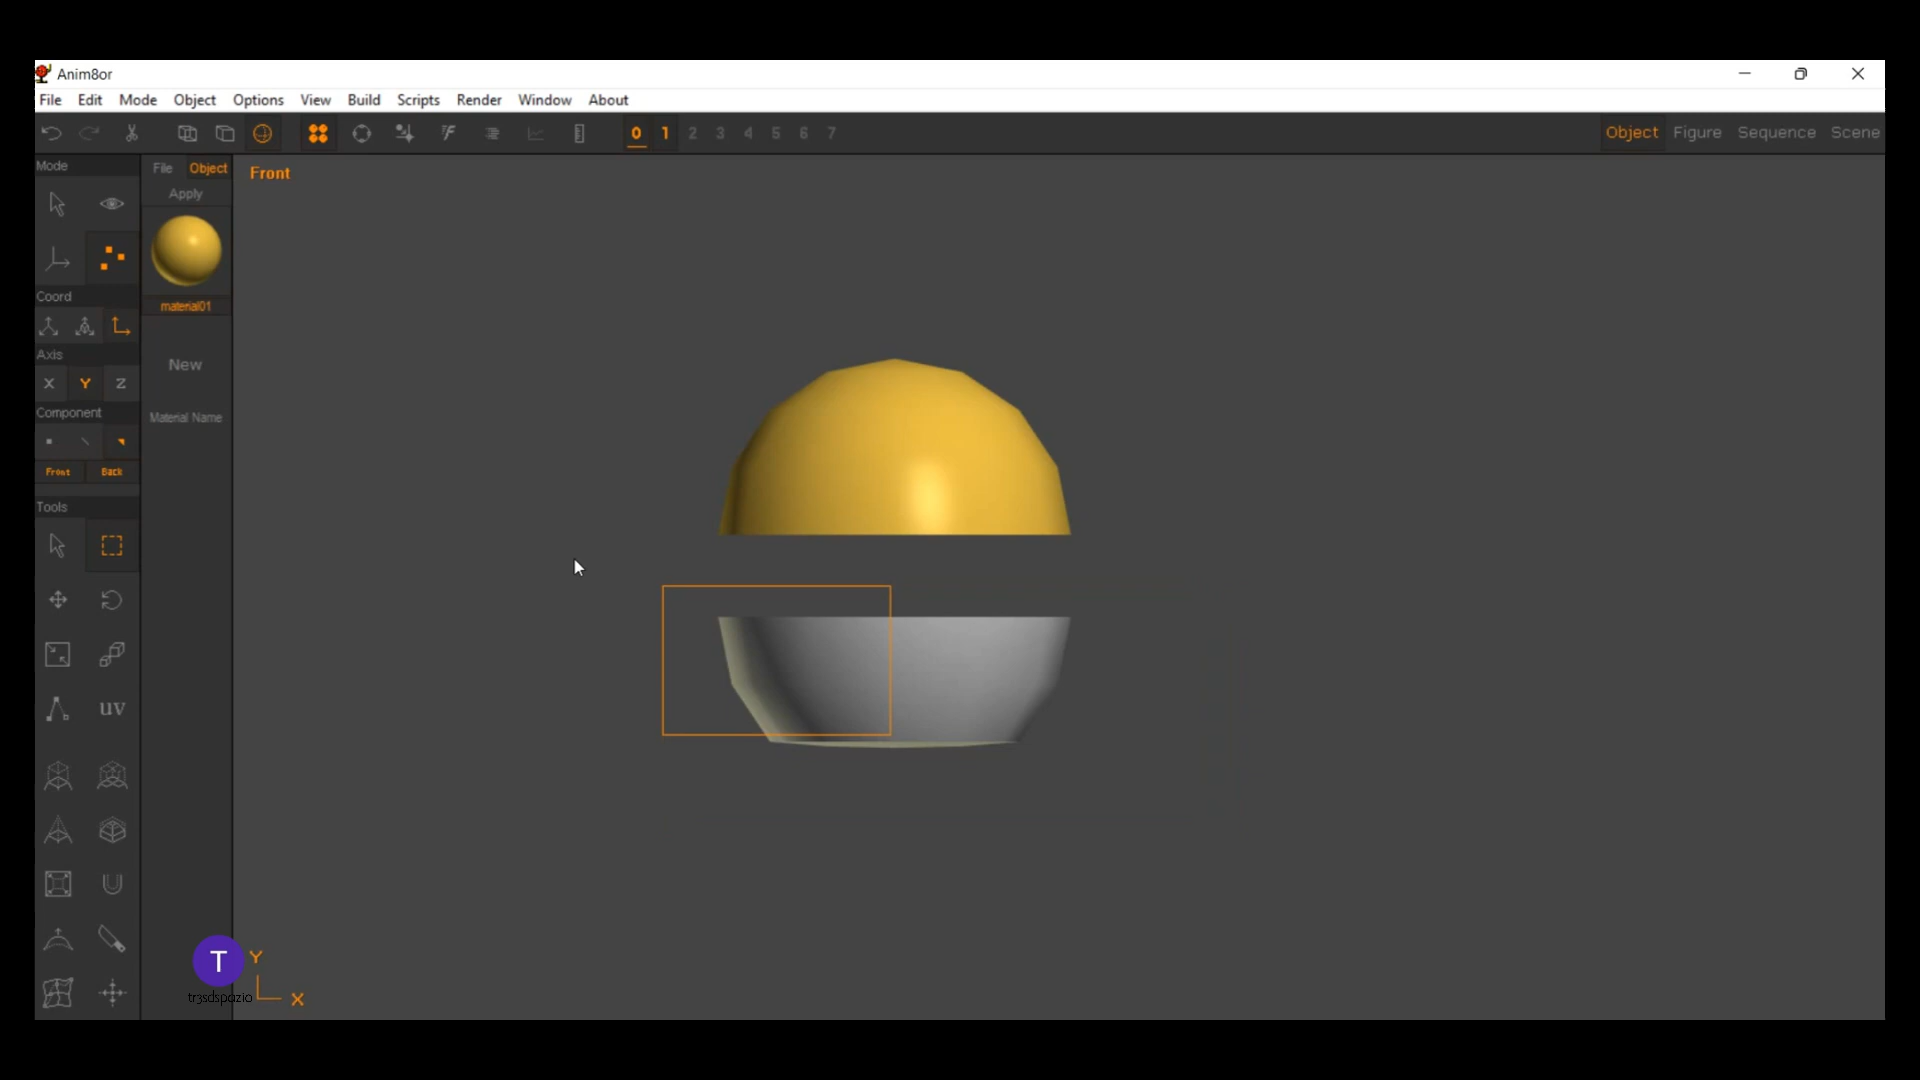 Anim8or
File Edit Mode Object Options View Build Scripts Render Window About
0 1 2 3 4 5 6 7
Object Figure Sequence Scene
Mode
File Object
Apply
Front
material01
Coord
Axis
X Y Z
New
Component
Material Name
Front Back
Tools
UV
T
tr3sdspazio
Y
X